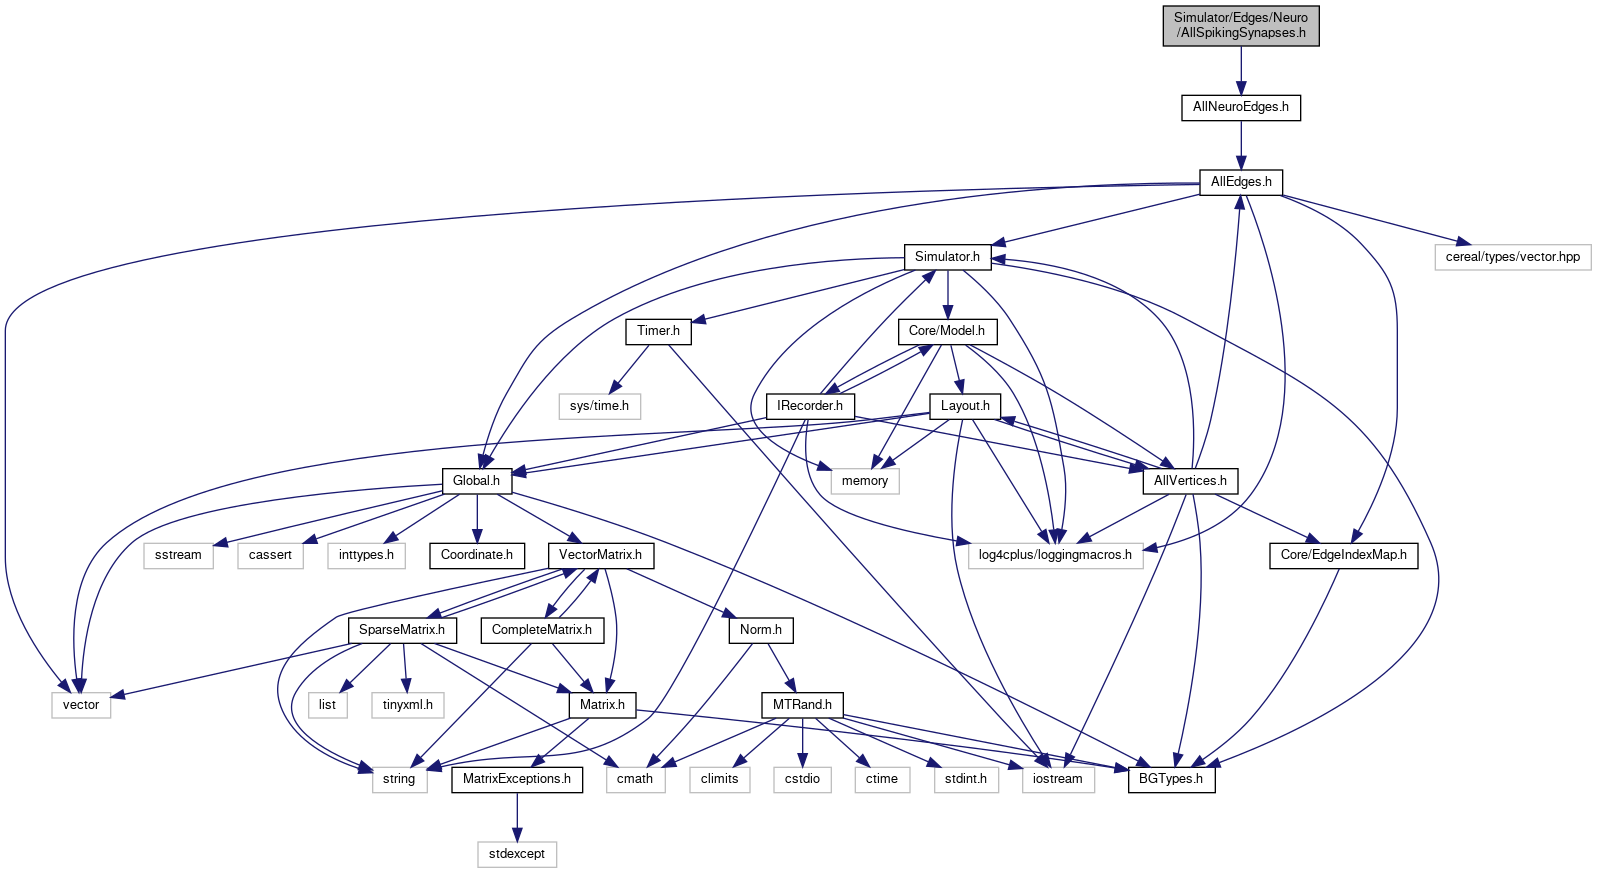 Simulator/Edges/Neuro
/AllSpikingSynapses.h
AllNeuroEdges.h
AllEdges.h
Simulator.h
cereal/types/vector.hpp
Timer.h
Core/Model.h
sys/time.h
IRecorder.h
Layout.h
Global.h
memory
AllVertices.h
sstream
cassert
inttypes.h
Coordinate.h
VectorMatrix.h
log4cplus/loggingmacros.h
Core/EdgeIndexMap.h
SparseMatrix.h
CompleteMatrix.h
Norm.h
vector
list
tinyxml.h
Matrix.h
MTRand.h
string
MatrixExceptions.h
cmath
climits
cstdio
ctime
stdint.h
iostream
BGTypes.h
stdexcept